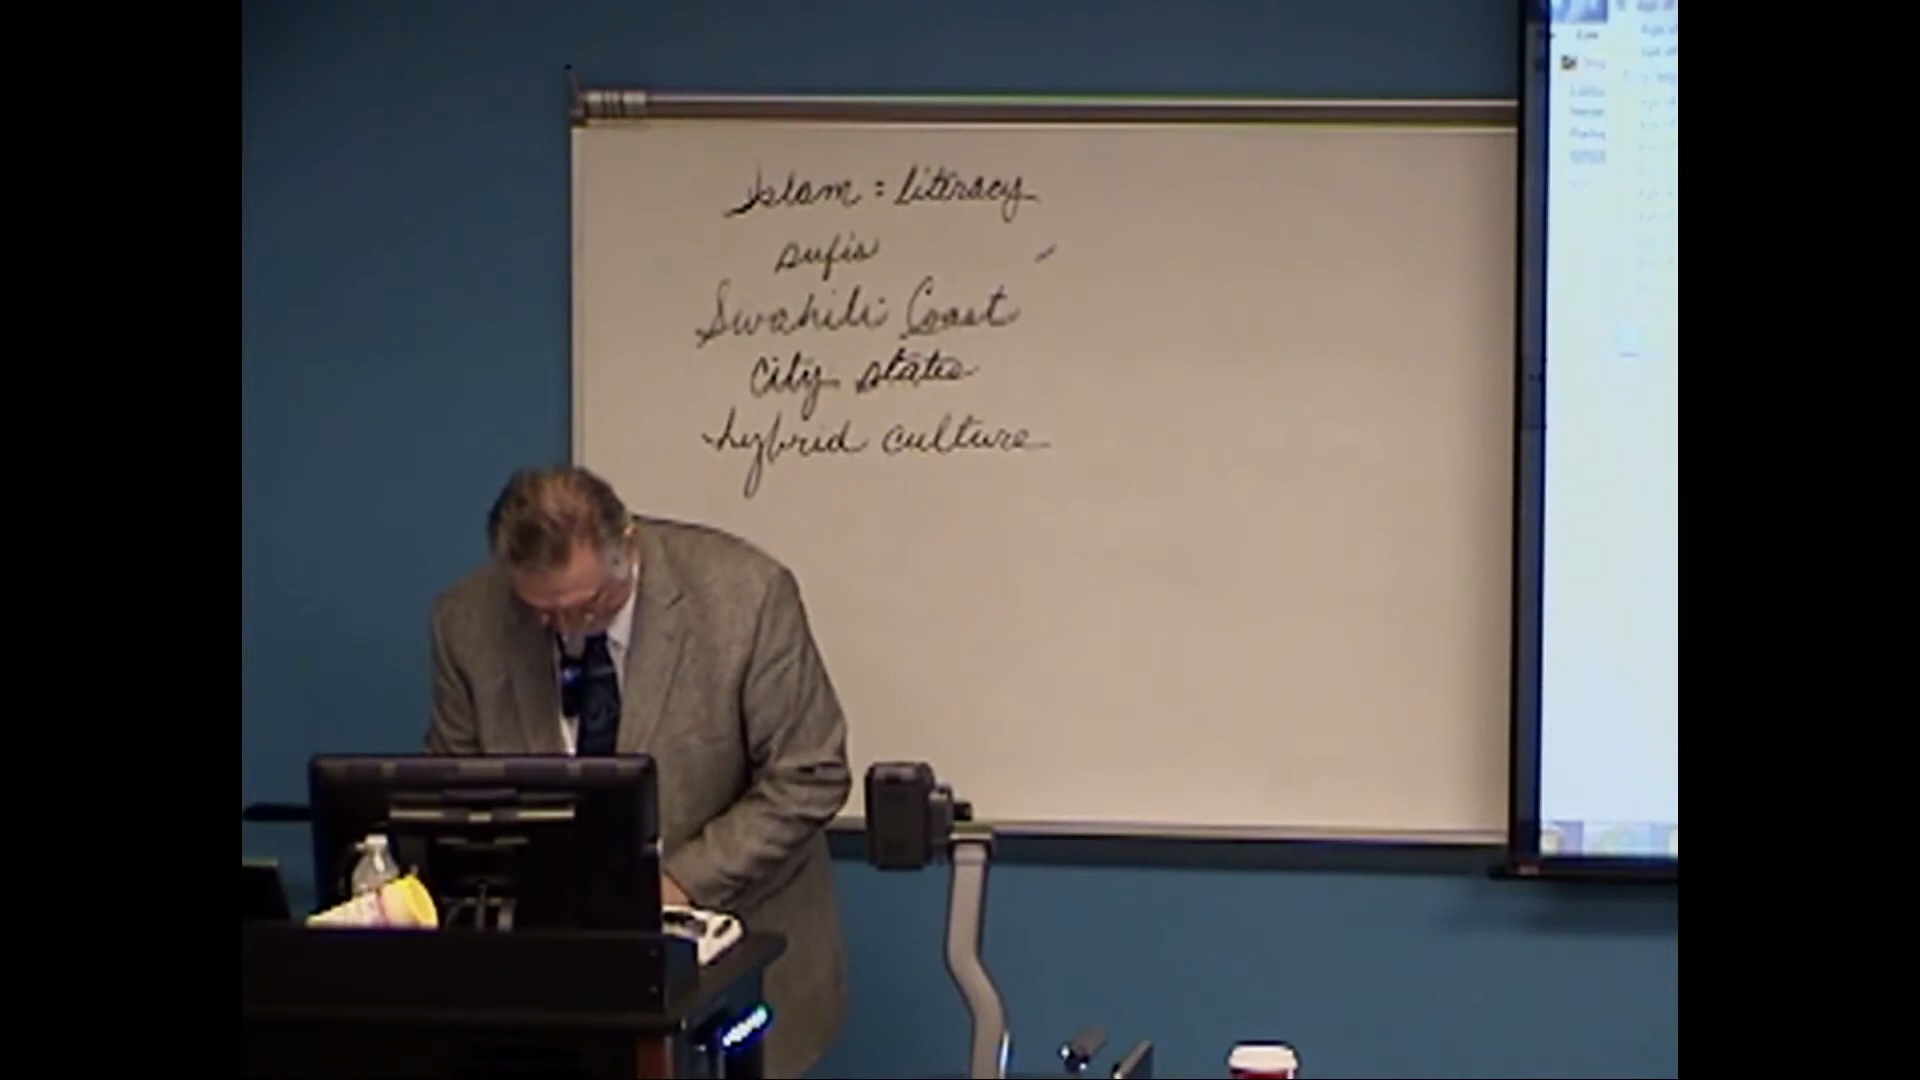 Islam = literacy
sufis
Swahili Coast
city states
hybrid culture